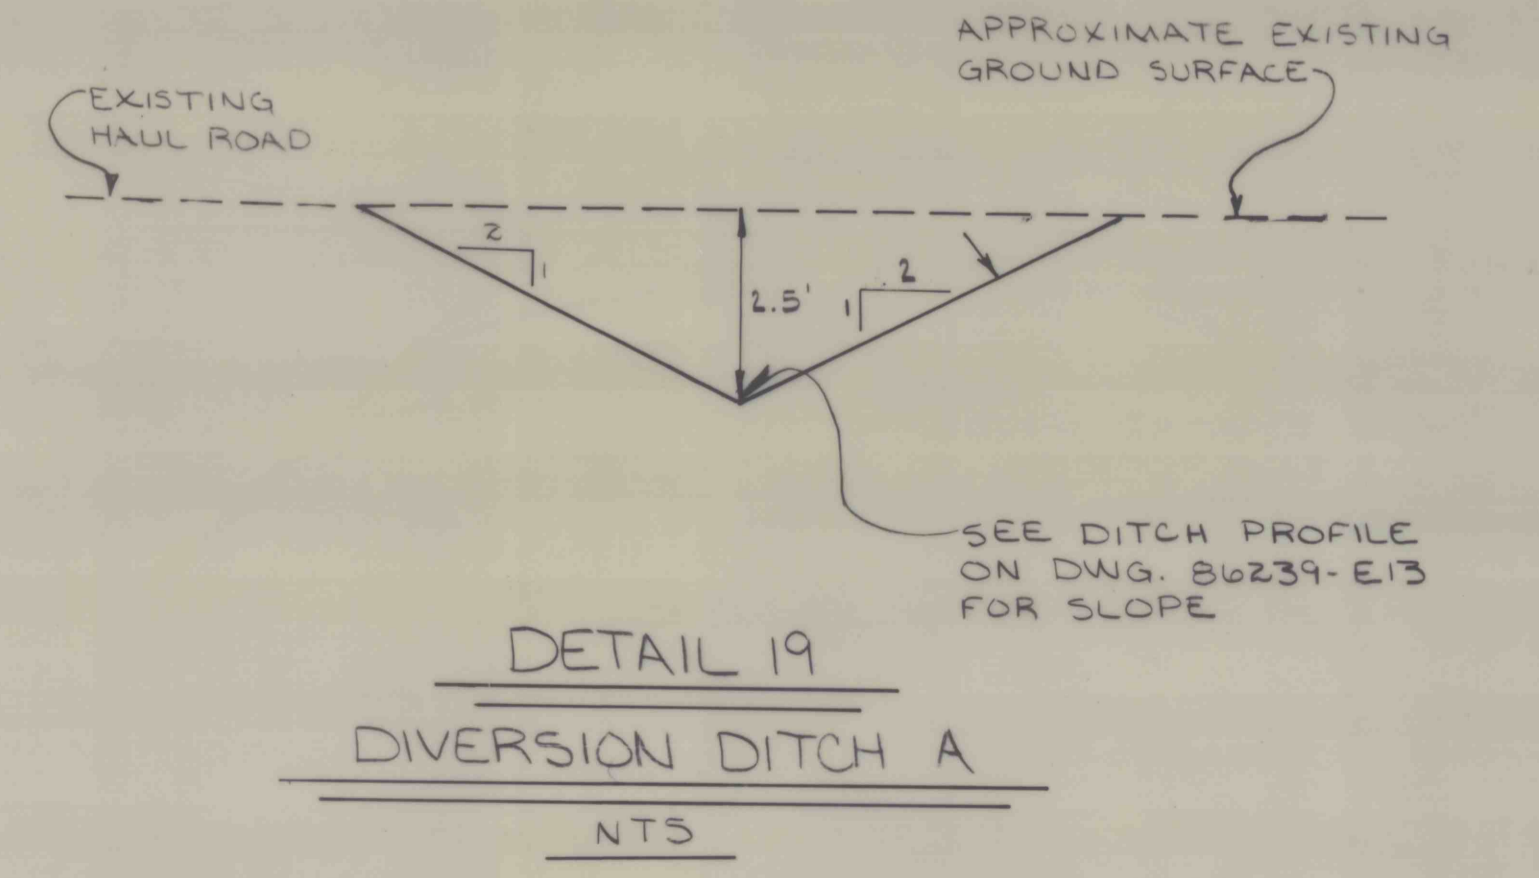 APPROXIMATE EXISTING
GROUND SURFACE
EXISTING
HAUL ROAD
2
1
2.5'
1
2
SEE DITCH PROFILE
ON DWG. 86239-E13
FOR SLOPE
DETAIL 19
DIVERSION DITCH A
NTS